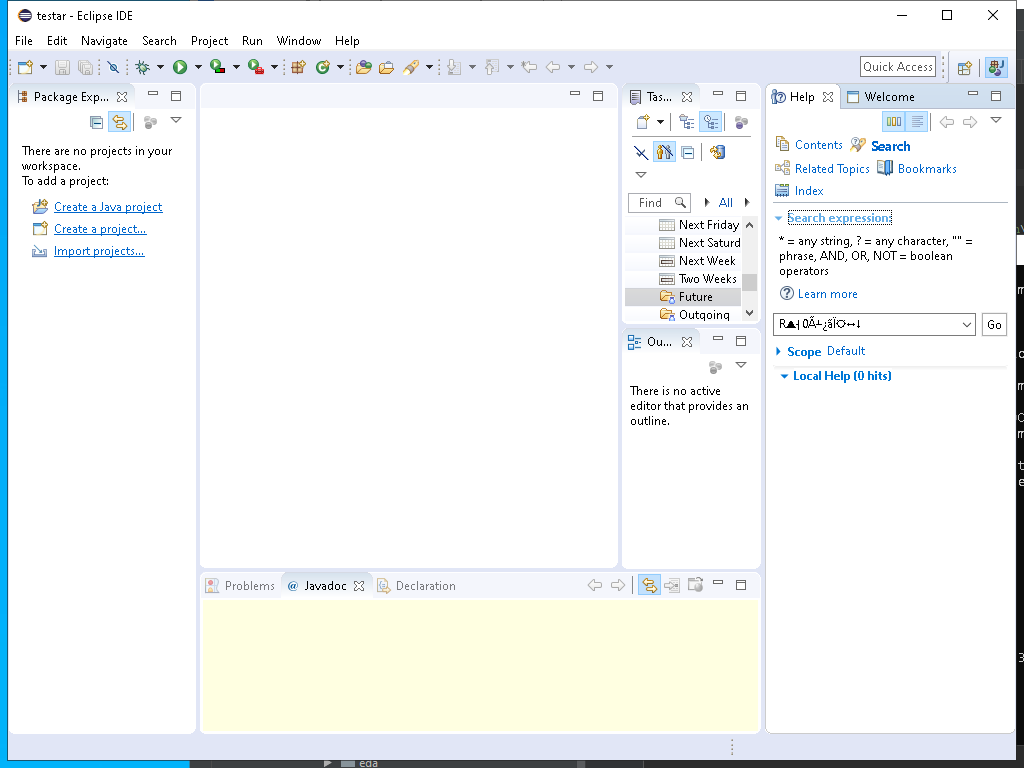 testar - Eclipse IDE
File Edit Navigate Search Project Run Window Help
Quick Access
Package Exp...
There are no projects in your
workspace.
To add a project:
Create a Java project
Create a project...
Import projects...
Tas...
Find
All
Next Friday
Next Saturd
Next Week
Two Weeks
Future
Outgoing
Ou...
There is no active
editor that provides an
outline.
Help
Welcome
Contents Search
Related Topics Bookmarks
Index
Search expression:
* = any string, ? = any character, "" =
phrase, AND, OR, NOT = boolean
operators
Learn more
Go
Scope Default
Local Help (0 hits)
Problems @ Javadoc Declaration
eda